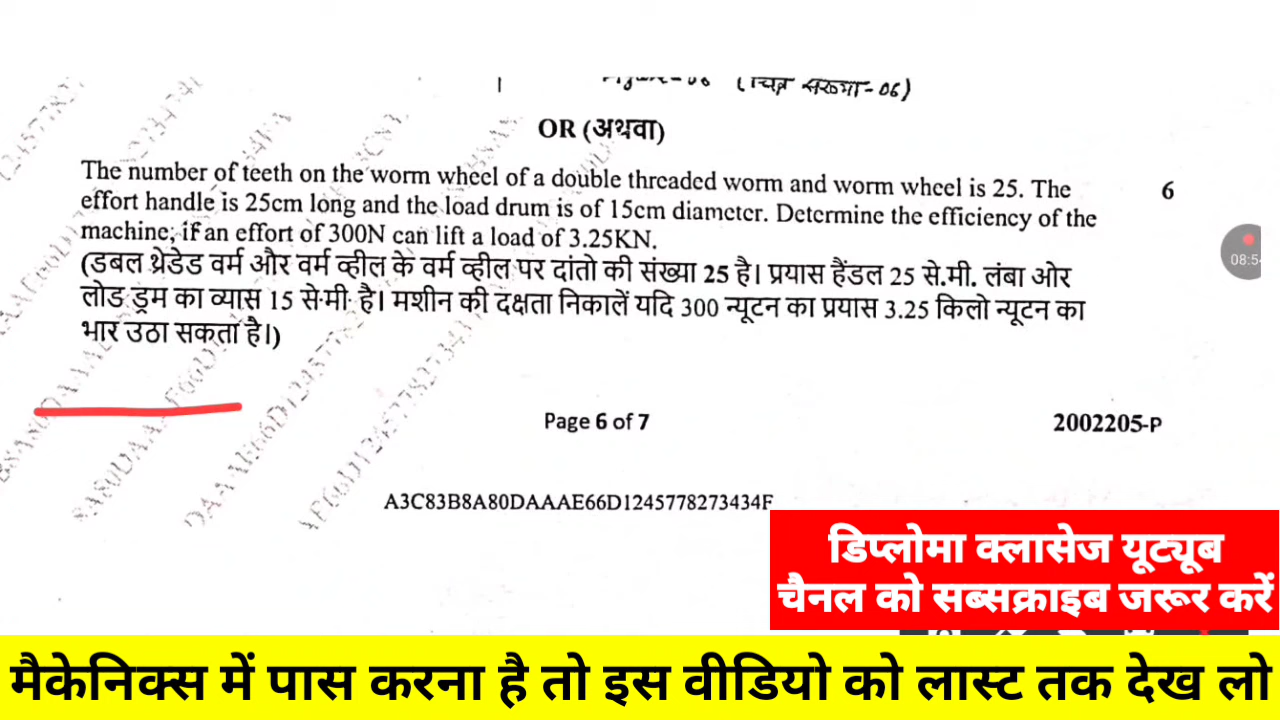 (चित्र संख्या-06)
OR (अथवा)
The number of teeth on the worm wheel of a double threaded worm and worm wheel is 25. The 6
effort handle is 25cm long and the load drum is of 15cm diameter. Determine the efficiency of the
machine, if an effort of 300N can lift a load of 3.25KN.
(डबल थ्रेडेड वर्म और वर्म व्हील के वर्म व्हील पर दांतो की संख्या 25 है। प्रयास हैंडल 25 से.मी. लंबा ओर
लोड ड्रम का व्यास 15 से.मी. है। मशीन की दक्षता निकालें यदि 300 न्यूटन का प्रयास 3.25 किलो न्यूटन का
भार उठा सकता है।)
08:5
Page 6 of 7 2002205-P
A3C83B8A80DAAAE66D1245778273434F
डिप्लोमा क्लासेज यूट्यूब
चैनल को सब्सक्राइब जरूर करें
मैकेनिक्स में पास करना है तो इस वीडियो को लास्ट तक देख लो